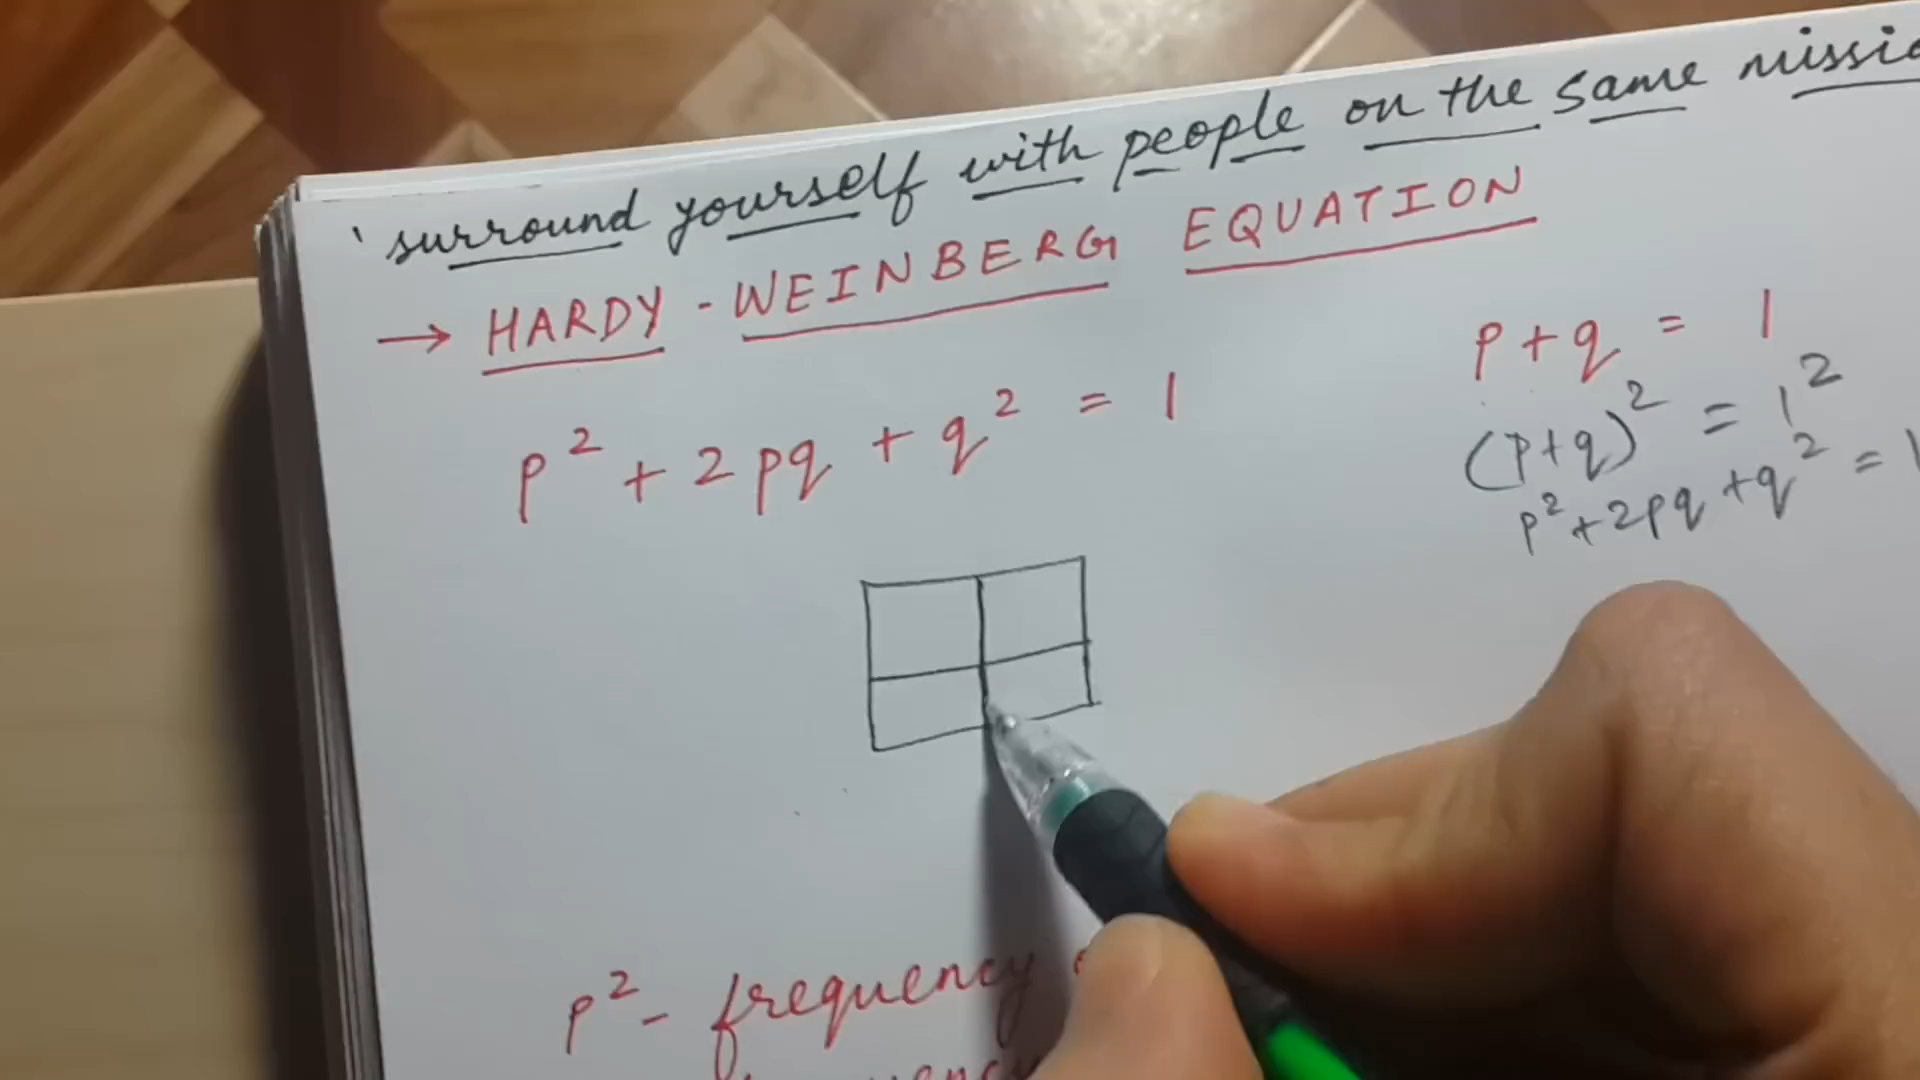 ' surround yourself with people on the same
→ HARDY - WEINBERG EQUATION
p² + 2pq + q² = 1
p + q = 1
(p+q)² = 1²
p² + 2pq + q² = 1
p² - frequency